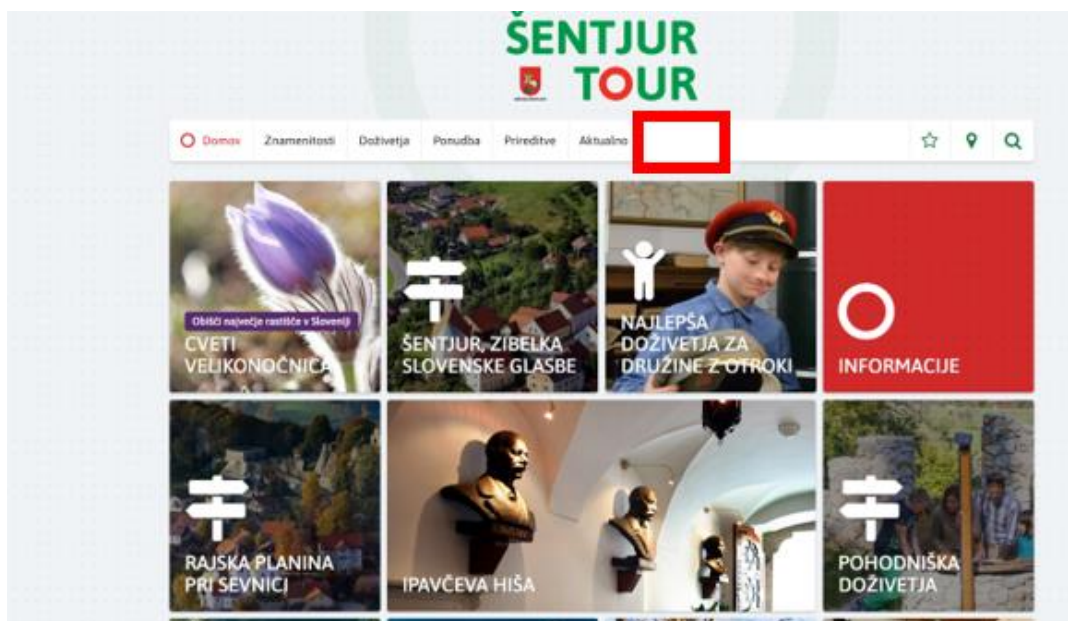 ŠENTJUR
TOUR
Domov Znamenitosti Doživetja Ponudba Prireditve Aktualno
Obišči največje rastišče v Sloveniji
CVETI
VELIKONOČNICA
ŠENTJUR, ZIBELKA
SLOVENSKE GLASBE
NAJLEPŠA
DOŽIVETJA ZA
DRUŽINE Z OTROKI
INFORMACIJE
RAJSKA PLANINA
PRI SEVNICI
IPAVČEVA HIŠA
POHODNIŠKA
DOŽIVETJA